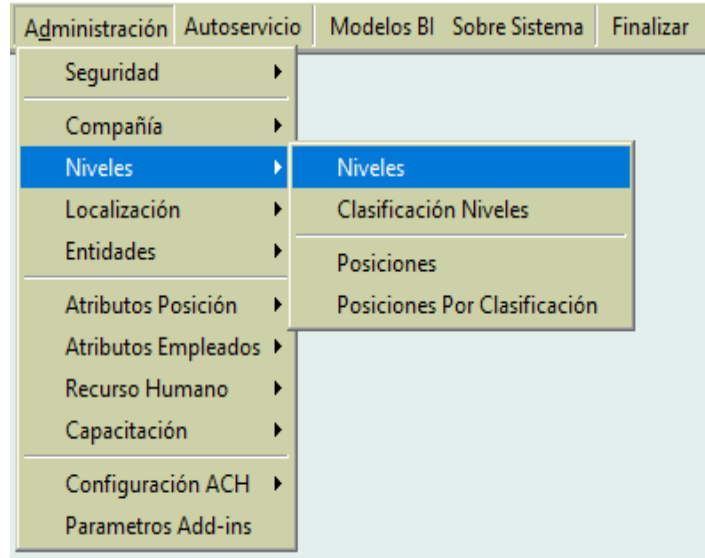 Administración Autoservicio Modelos BI Sobre Sistema Finalizar
Seguridad
Compañía
Niveles
Localización
Entidades
Atributos Posición
Atributos Empleados
Recurso Humano
Capacitación
Configuración ACH
Parametros Add-ins
Niveles
Clasificación Niveles
Posiciones
Posiciones Por Clasificación